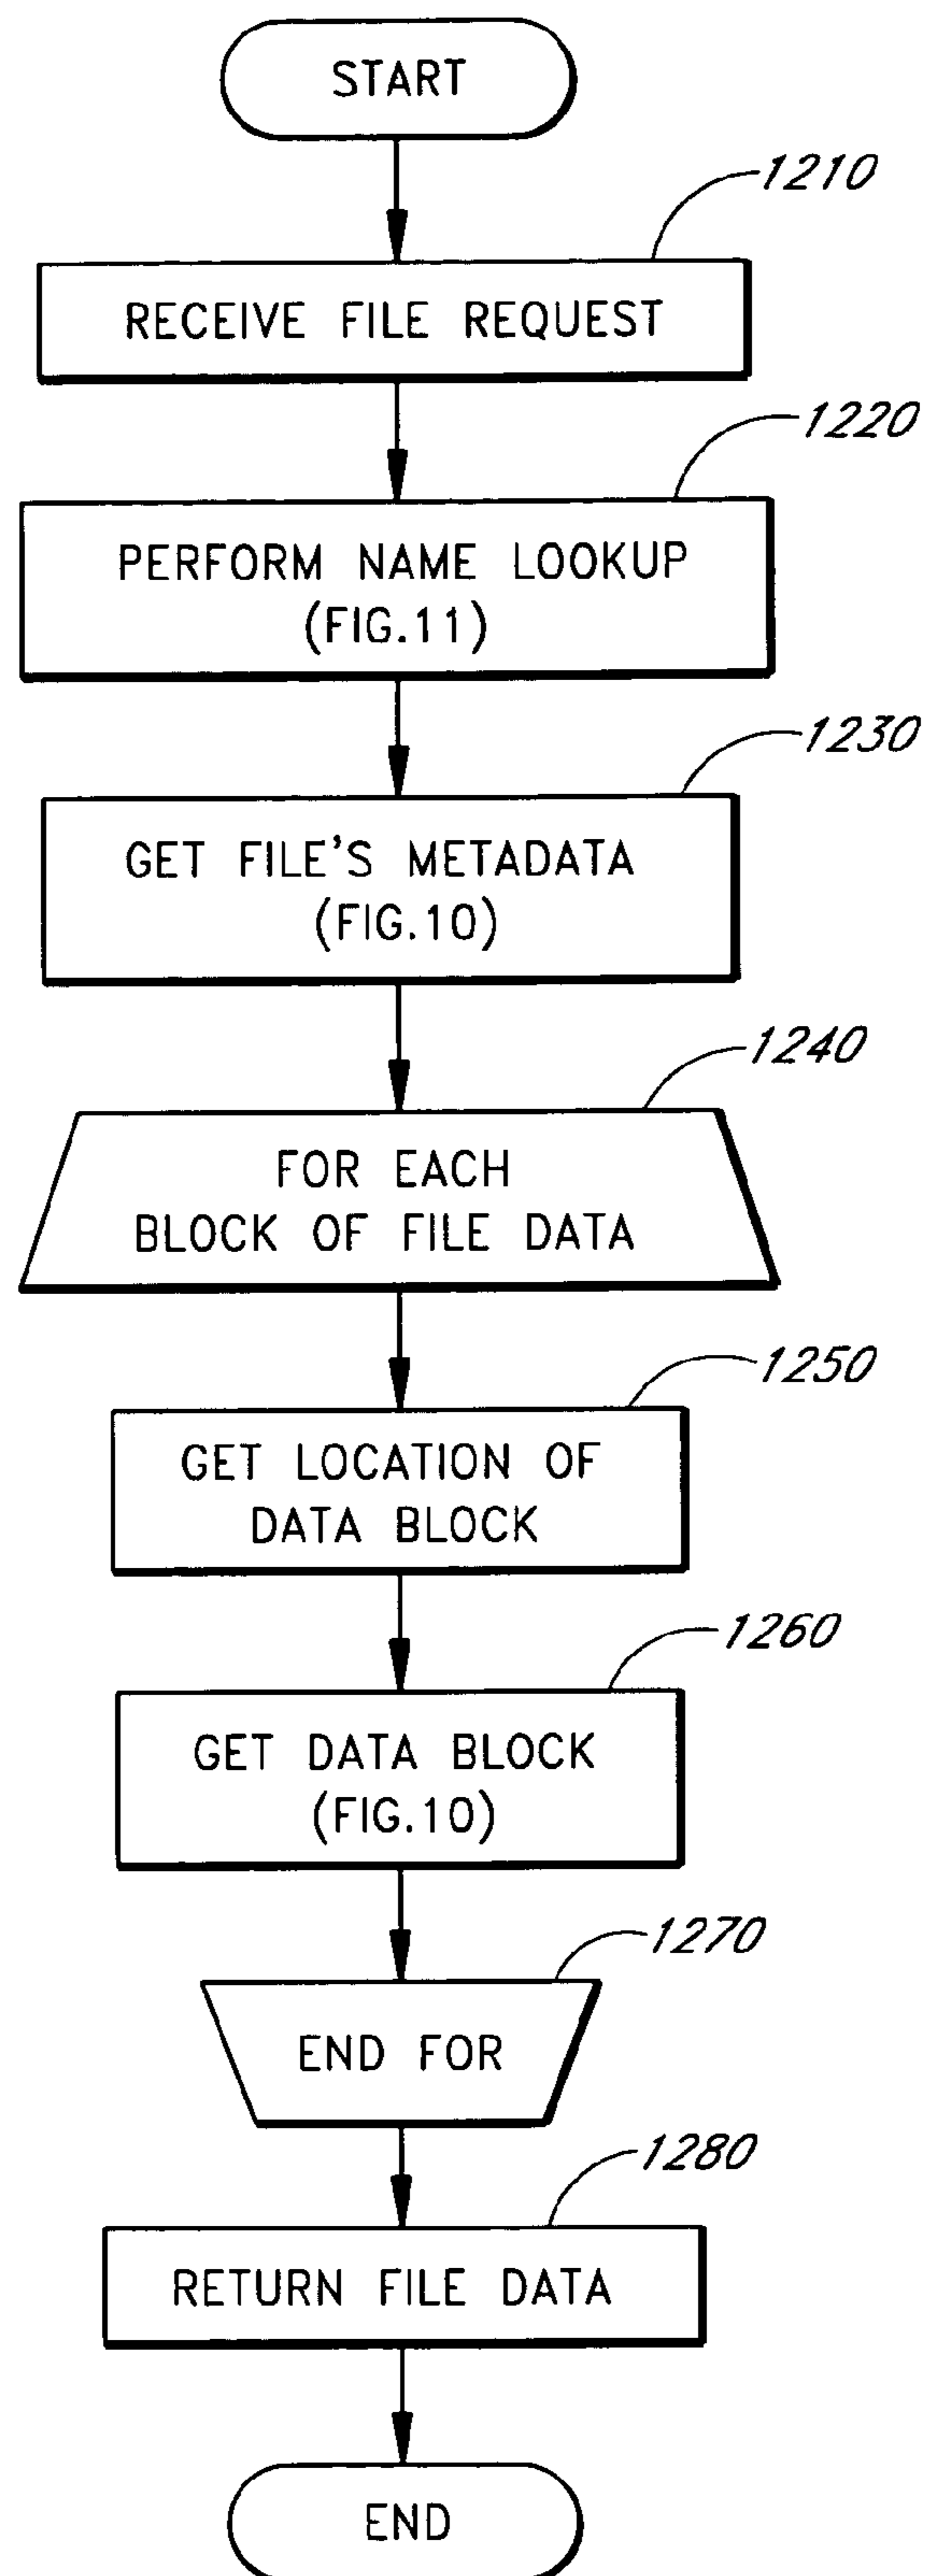 START
1210
RECEIVE FILE REQUEST
1220
PERFORM NAME LOOKUP
(FIG.11)
1230
GET FILE'S METADATA
(FIG.10)
1240
FOR EACH
BLOCK OF FILE DATA
1250
GET LOCATION OF
DATA BLOCK
1260
GET DATA BLOCK
(FIG.10)
1270
END FOR
1280
RETURN FILE DATA
END